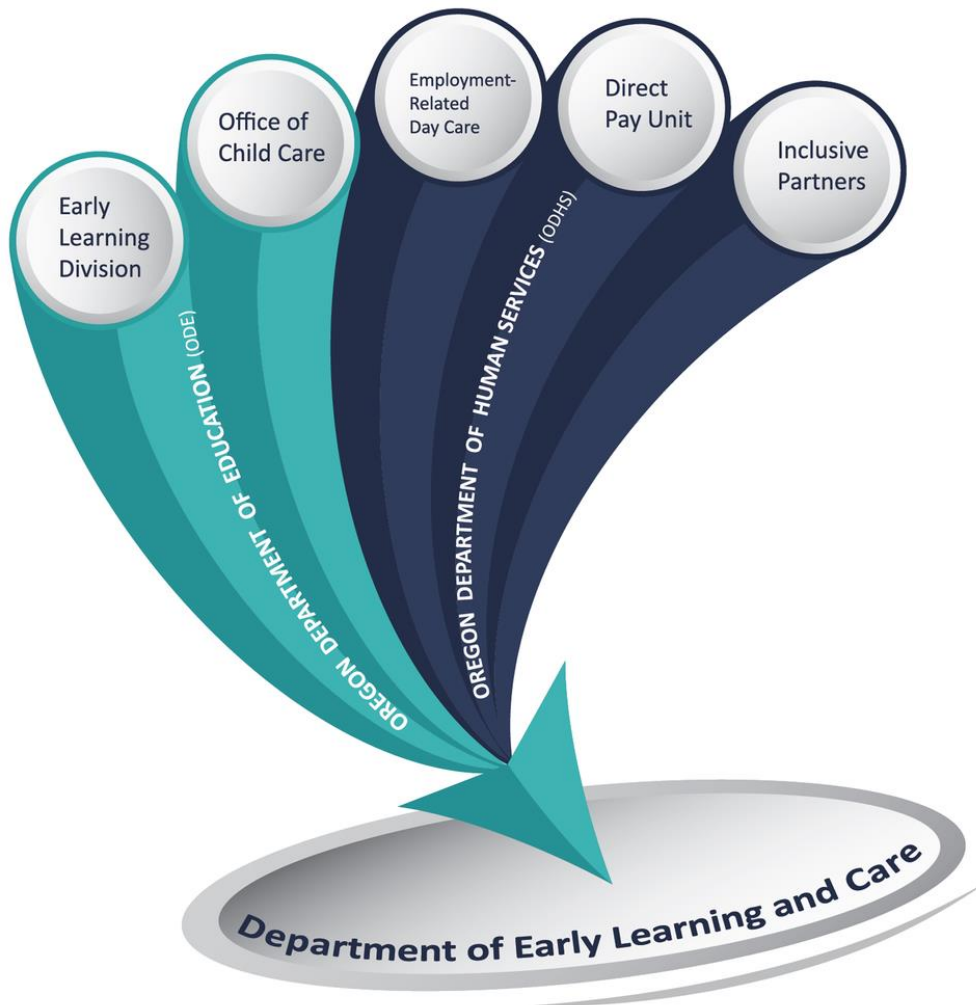 Early
Learning
Division
Office of
Child Care
Employment-
Related
Day Care
Direct
Pay Unit
Inclusive
Partners
OREGON DEPARTMENT OF EDUCATION (ODE)
OREGON DEPARTMENT OF HUMAN SERVICES (ODHS)
Department of Early Learning and Care